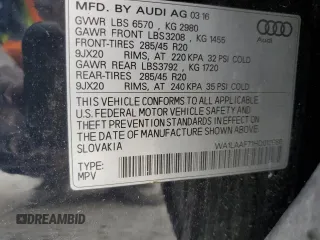 MFD. BY AUDI AG 03 16
Audi
GVWR LBS 6570 , KG 2980
GAWR FRONT LBS3208 , KG 1455
FRONT-TIRES 285/45 R20
9JX20 RIMS, AT 220 KPA 32 PSI COLD
GAWR REAR LBS3792 , KG 1720
REAR-TIRES 285/45 R20
9JX20 RIMS, AT 240 KPA 35 PSI COLD
THIS VEHICLE CONFORMS TO ALL APPLICABLE
U.S. FEDERAL MOTOR VEHICLE SAFETY AND
THEFT PREVENTION STANDARDS IN EFFECT ON
THE DATE OF MANUFACTURE SHOWN ABOVE.
SLOVAKIA
TYPE:
MPV
DREAMBID